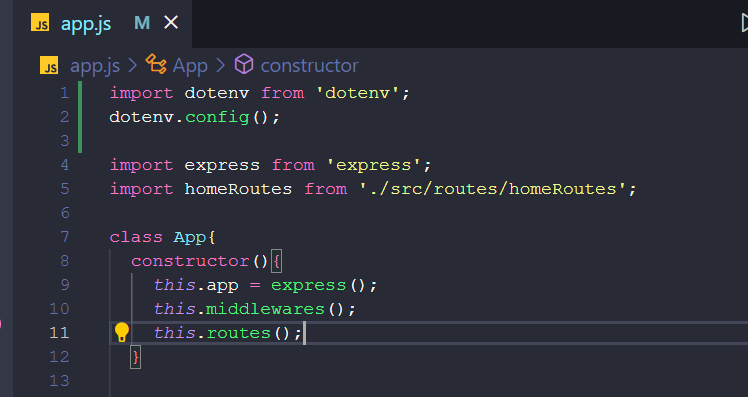 JS app.js M
JS app.js > App > constructor
1 import dotenv from 'dotenv';
2 dotenv.config();
3
4 import express from 'express';
5 import homeRoutes from './src/routes/homeRoutes';
6
7 class App{
8 constructor(){
9 this.app = express();
10 this.middlewares();
11 this.routes();
12 }
13